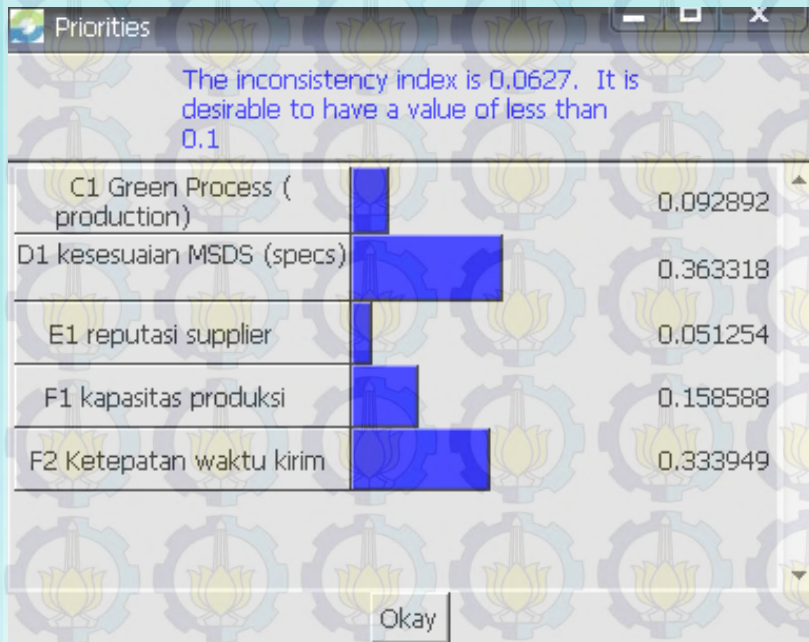 Priorities
The inconsistency index is 0.0627. It is
desirable to have a value of less than
0.1
C1 Green Process (
production)
0.092892
D1 kesesuaian MSDS (specs)
0.363318
E1 reputasi supplier
0.051254
F1 kapasitas produksi
0.158588
F2 Ketepatan waktu kirim
0.333949
Okay